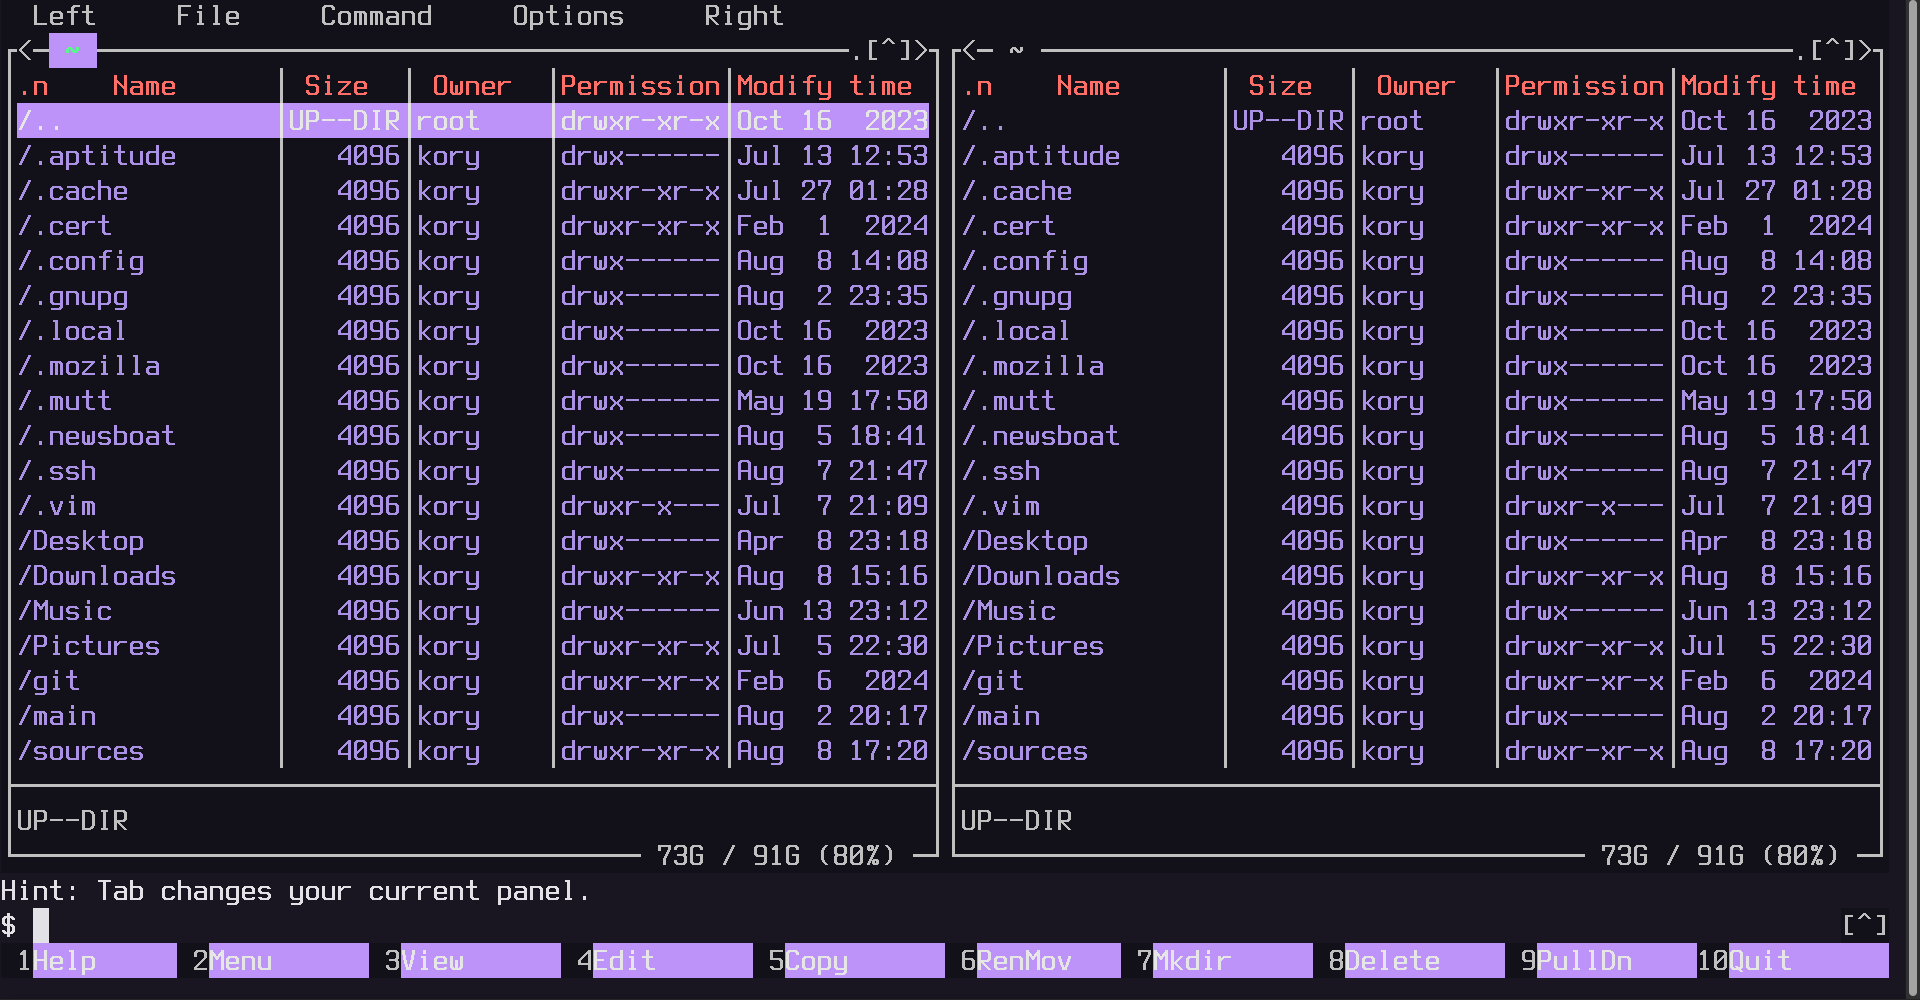 Left File Command Options Right
<─ ~ ─.[^]> <─ ~ ─.[^]>
.n Name Size Owner Permission Modify time .n Name Size Owner Permission Modify time
/.. UP--DIR root drwxr-xr-x Oct 16 2023 /.. UP--DIR root drwxr-xr-x Oct 16 2023
/.aptitude 4096 kory drwx------ Jul 13 12:53 /.aptitude 4096 kory drwx------ Jul 13 12:53
/.cache 4096 kory drwxr-xr-x Jul 27 01:28 /.cache 4096 kory drwxr-xr-x Jul 27 01:28
/.cert 4096 kory drwxr-xr-x Feb 1 2024 /.cert 4096 kory drwxr-xr-x Feb 1 2024
/.config 4096 kory drwx------ Aug 8 14:08 /.config 4096 kory drwx------ Aug 8 14:08
/.gnupg 4096 kory drwx------ Aug 2 23:35 /.gnupg 4096 kory drwx------ Aug 2 23:35
/.local 4096 kory drwx------ Oct 16 2023 /.local 4096 kory drwx------ Oct 16 2023
/.mozilla 4096 kory drwx------ Oct 16 2023 /.mozilla 4096 kory drwx------ Oct 16 2023
/.mutt 4096 kory drwx------ May 19 17:50 /.mutt 4096 kory drwx------ May 19 17:50
/.newsboat 4096 kory drwx------ Aug 5 18:41 /.newsboat 4096 kory drwx------ Aug 5 18:41
/.ssh 4096 kory drwx------ Aug 7 21:47 /.ssh 4096 kory drwx------ Aug 7 21:47
/.vim 4096 kory drwxr-x--- Jul 7 21:09 /.vim 4096 kory drwxr-x--- Jul 7 21:09
/Desktop 4096 kory drwx------ Apr 8 23:18 /Desktop 4096 kory drwx------ Apr 8 23:18
/Downloads 4096 kory drwxr-xr-x Aug 8 15:16 /Downloads 4096 kory drwxr-xr-x Aug 8 15:16
/Music 4096 kory drwx------ Jun 13 23:12 /Music 4096 kory drwx------ Jun 13 23:12
/Pictures 4096 kory drwxr-xr-x Jul 5 22:30 /Pictures 4096 kory drwxr-xr-x Jul 5 22:30
/git 4096 kory drwxr-xr-x Feb 6 2024 /git 4096 kory drwxr-xr-x Feb 6 2024
/main 4096 kory drwx------ Aug 2 20:17 /main 4096 kory drwx------ Aug 2 20:17
/sources 4096 kory drwxr-xr-x Aug 8 17:20 /sources 4096 kory drwxr-xr-x Aug 8 17:20
UP--DIR UP--DIR
73G / 91G (80%) 73G / 91G (80%)
Hint: Tab changes your current panel.
$ [^]
1Help 2Menu 3View 4Edit 5Copy 6RenMov 7Mkdir 8Delete 9PullDn 10Quit